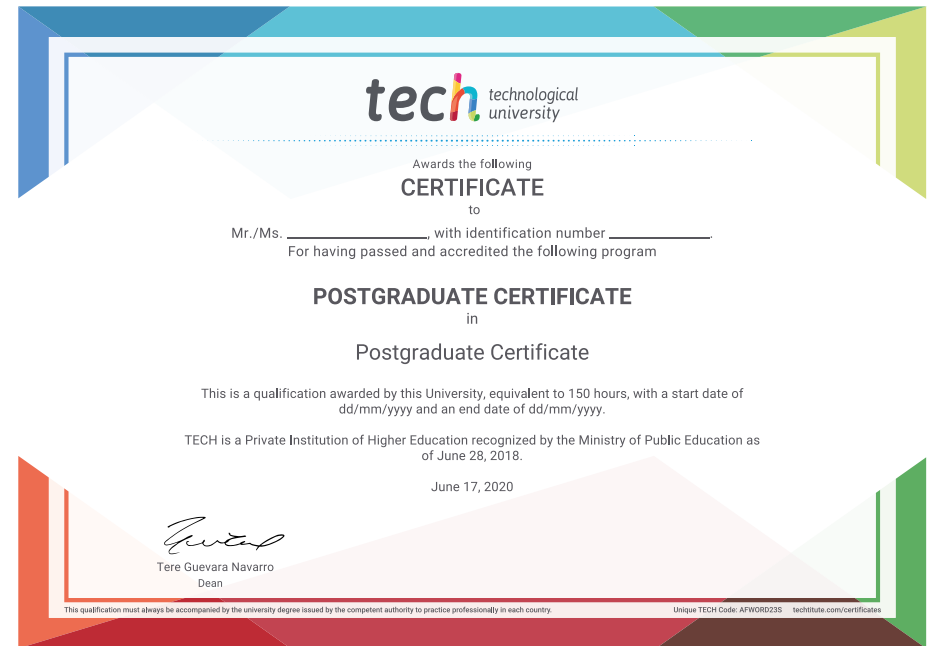 tech technological
university
Awards the following
CERTIFICATE
to
Mr./Ms. ____________________, with identification number ______________.
For having passed and accredited the following program
POSTGRADUATE CERTIFICATE
in
Postgraduate Certificate
This is a qualification awarded by this University, equivalent to 150 hours, with a start date of
dd/mm/yyyy and an end date of dd/mm/yyyy.
TECH is a Private Institution of Higher Education recognized by the Ministry of Public Education as
of June 28, 2018.
June 17, 2020
Tere Guevara Navarro
Dean
This qualification must always be accompanied by the university degree issued by the competent authority to practice professionally in each country.
Unique TECH Code: AFWORD23S techtitute.com/certificates